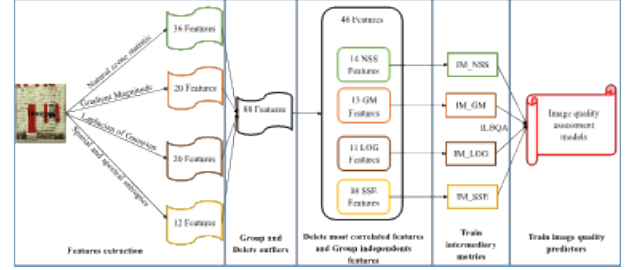 36 Features
Natural scene statistic
Gradient Magnitude
20 Features
Laplacian of Gaussian
20 Features
Spatial and spectral entropies
12 Features
Features extraction
88 Features
Group and
Delete outliers
46 Features
14 NSS
Features
13 GM
Features
11 LOG
Features
08 SSE
Features
Delete most correlated features
and Group independents
features
IM_NSS
IM_GM
ILBQA
IM_LOG
IM_SSE
Train
intermediary
metrics
Image quality
assessment
models
Train image quality
predictors